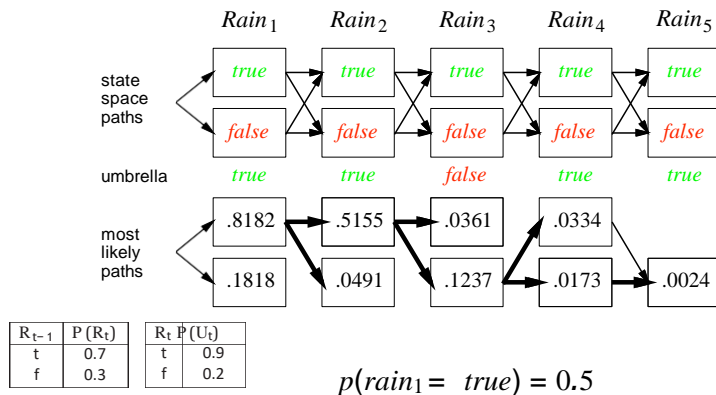 Rain1 Rain2 Rain3 Rain4 Rain5
true true true true true
state
space
paths
false false false false false
umbrella true true false true true
.8182 .5155 .0361 .0334
most
likely
paths
.1818 .0491 .1237 .0173 .0024
Rt−1 P(Rt) Rt P(Ut)
t 0.7 t 0.9
f 0.3 f 0.2
p(rain1 = true) = 0.5